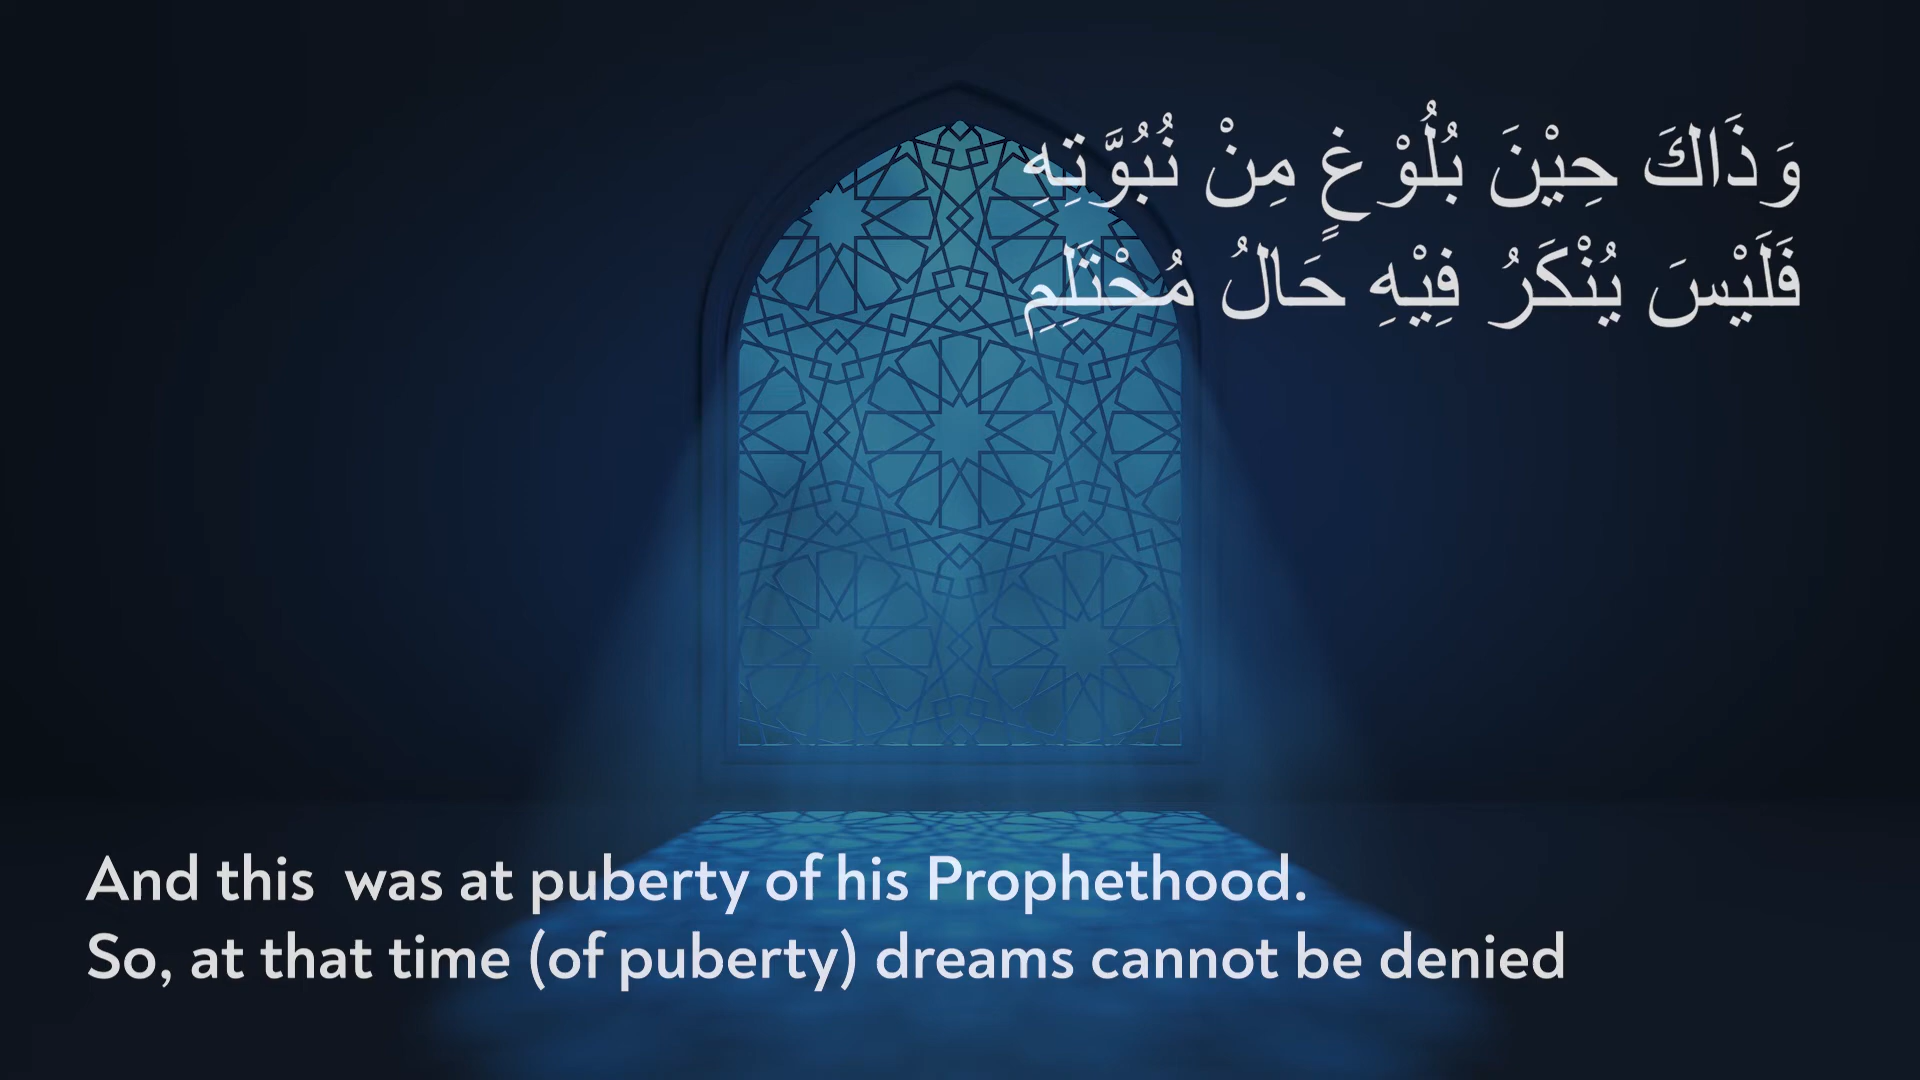 وَذَاكَ حِيْنَ بُلُوْغٍ مِنْ نُبُوَّتِهِ
فَلَيْسَ يُنْكَرُ فِيْهِ حَالُ مُحْتَلِمِ
And this  was at puberty of his Prophethood.
So, at that time (of puberty) dreams cannot be denied